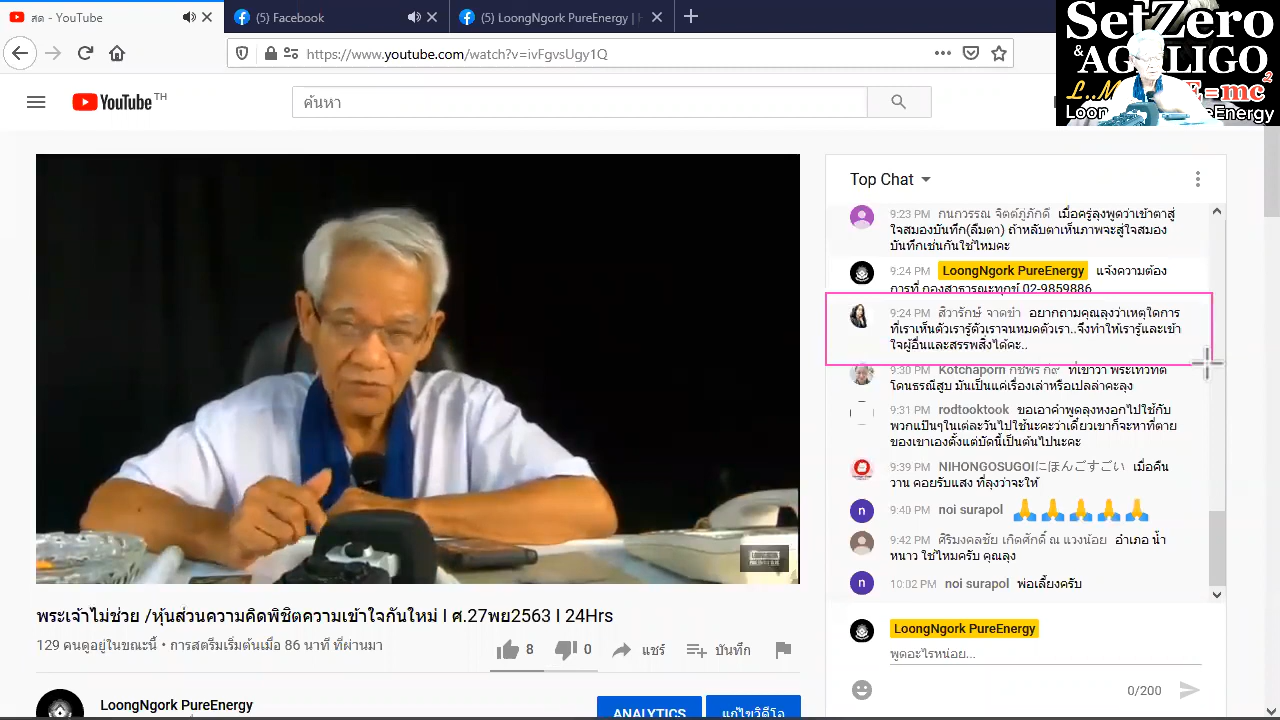 สด - YouTube
(5) Facebook
(5) LoongNgork PureEnergy | H
https://www.youtube.com/watch?v=ivFgvsUgy1Q
SetZero
&
E=mc²
PureEnergy
YouTube TH
ค้นหา
Top Chat
9:23 PM กนกวรรณ จิตต์ภู่ภักดี เมื่อครู่ลุงพูดว่าเข้าตาสู่
ใจสมองบันทึก(ลืมตา) ถ้าหลับตาเห็นภาพจะสู่ใจสมอง
บันทึกเช่นกันใช่ไหมคะ
9:24 PM LoongNgork PureEnergy แจ้งความต้อง
การที่ กองสาธารณะทุกข์ 02-9859886
9:24 PM สิวารักษ์ จาดขำ อยากถามคุณลุงว่าเหตุใดการ
ที่เราเห็นตัวเรารู้ตัวเราจนหมดตัวเรา..จึงทำให้เรารู้และเข้า
ใจผู้อื่นและสรรพสิ่งได้คะ..
9:30 PM Kotchaporn ที่เขาว่า พระเทวทัต
โดนธรณีสูบ มันเป็นแค่เรื่องเล่าหรือเปลล่าคะลุง
9:31 PM rodtooktook ขอเอาคำพูดลุงหงอกไปใช้กับ
พวกแป๊นๆในแต่ละวันไปใช้นะคะว่าเดี๋ยวเขาก็จะหาที่ตาย
ของเขาเองตั้งแต่บัดนี้เป็นต้นไปนะคะ
9:39 PM NIHONGOSUGOIにほんごすごい เมื่อคืน
วาน คอยรับแสง ที่ลุงว่าจะให้
9:40 PM noi surapol 🙏🙏🙏🙏🙏
9:42 PM ศิริมงคลชัย เกิดศักดิ์ ณ แวงน้อย อำเภอ น้ำ
หนาว ใช่ไหมครับ คุณลุง
10:02 PM noi surapol พ่อเลี้ยงครับ
LoongNgork PureEnergy
พูดอะไรหน่อย...
0/200
พระเจ้าไม่ช่วย /หุ้นส่วนความคิดพิชิตความเข้าใจกันใหม่ I ศ.27พย2563 I 24Hrs
129 คนดูอยู่ในขณะนี้ • การสตรีมเริ่มต้นเมื่อ 86 นาที ที่ผ่านมา
8
0
แชร์
บันทึก
LoongNgork PureEnergy
ANALYTICS
แก้ไขวิดีโอ